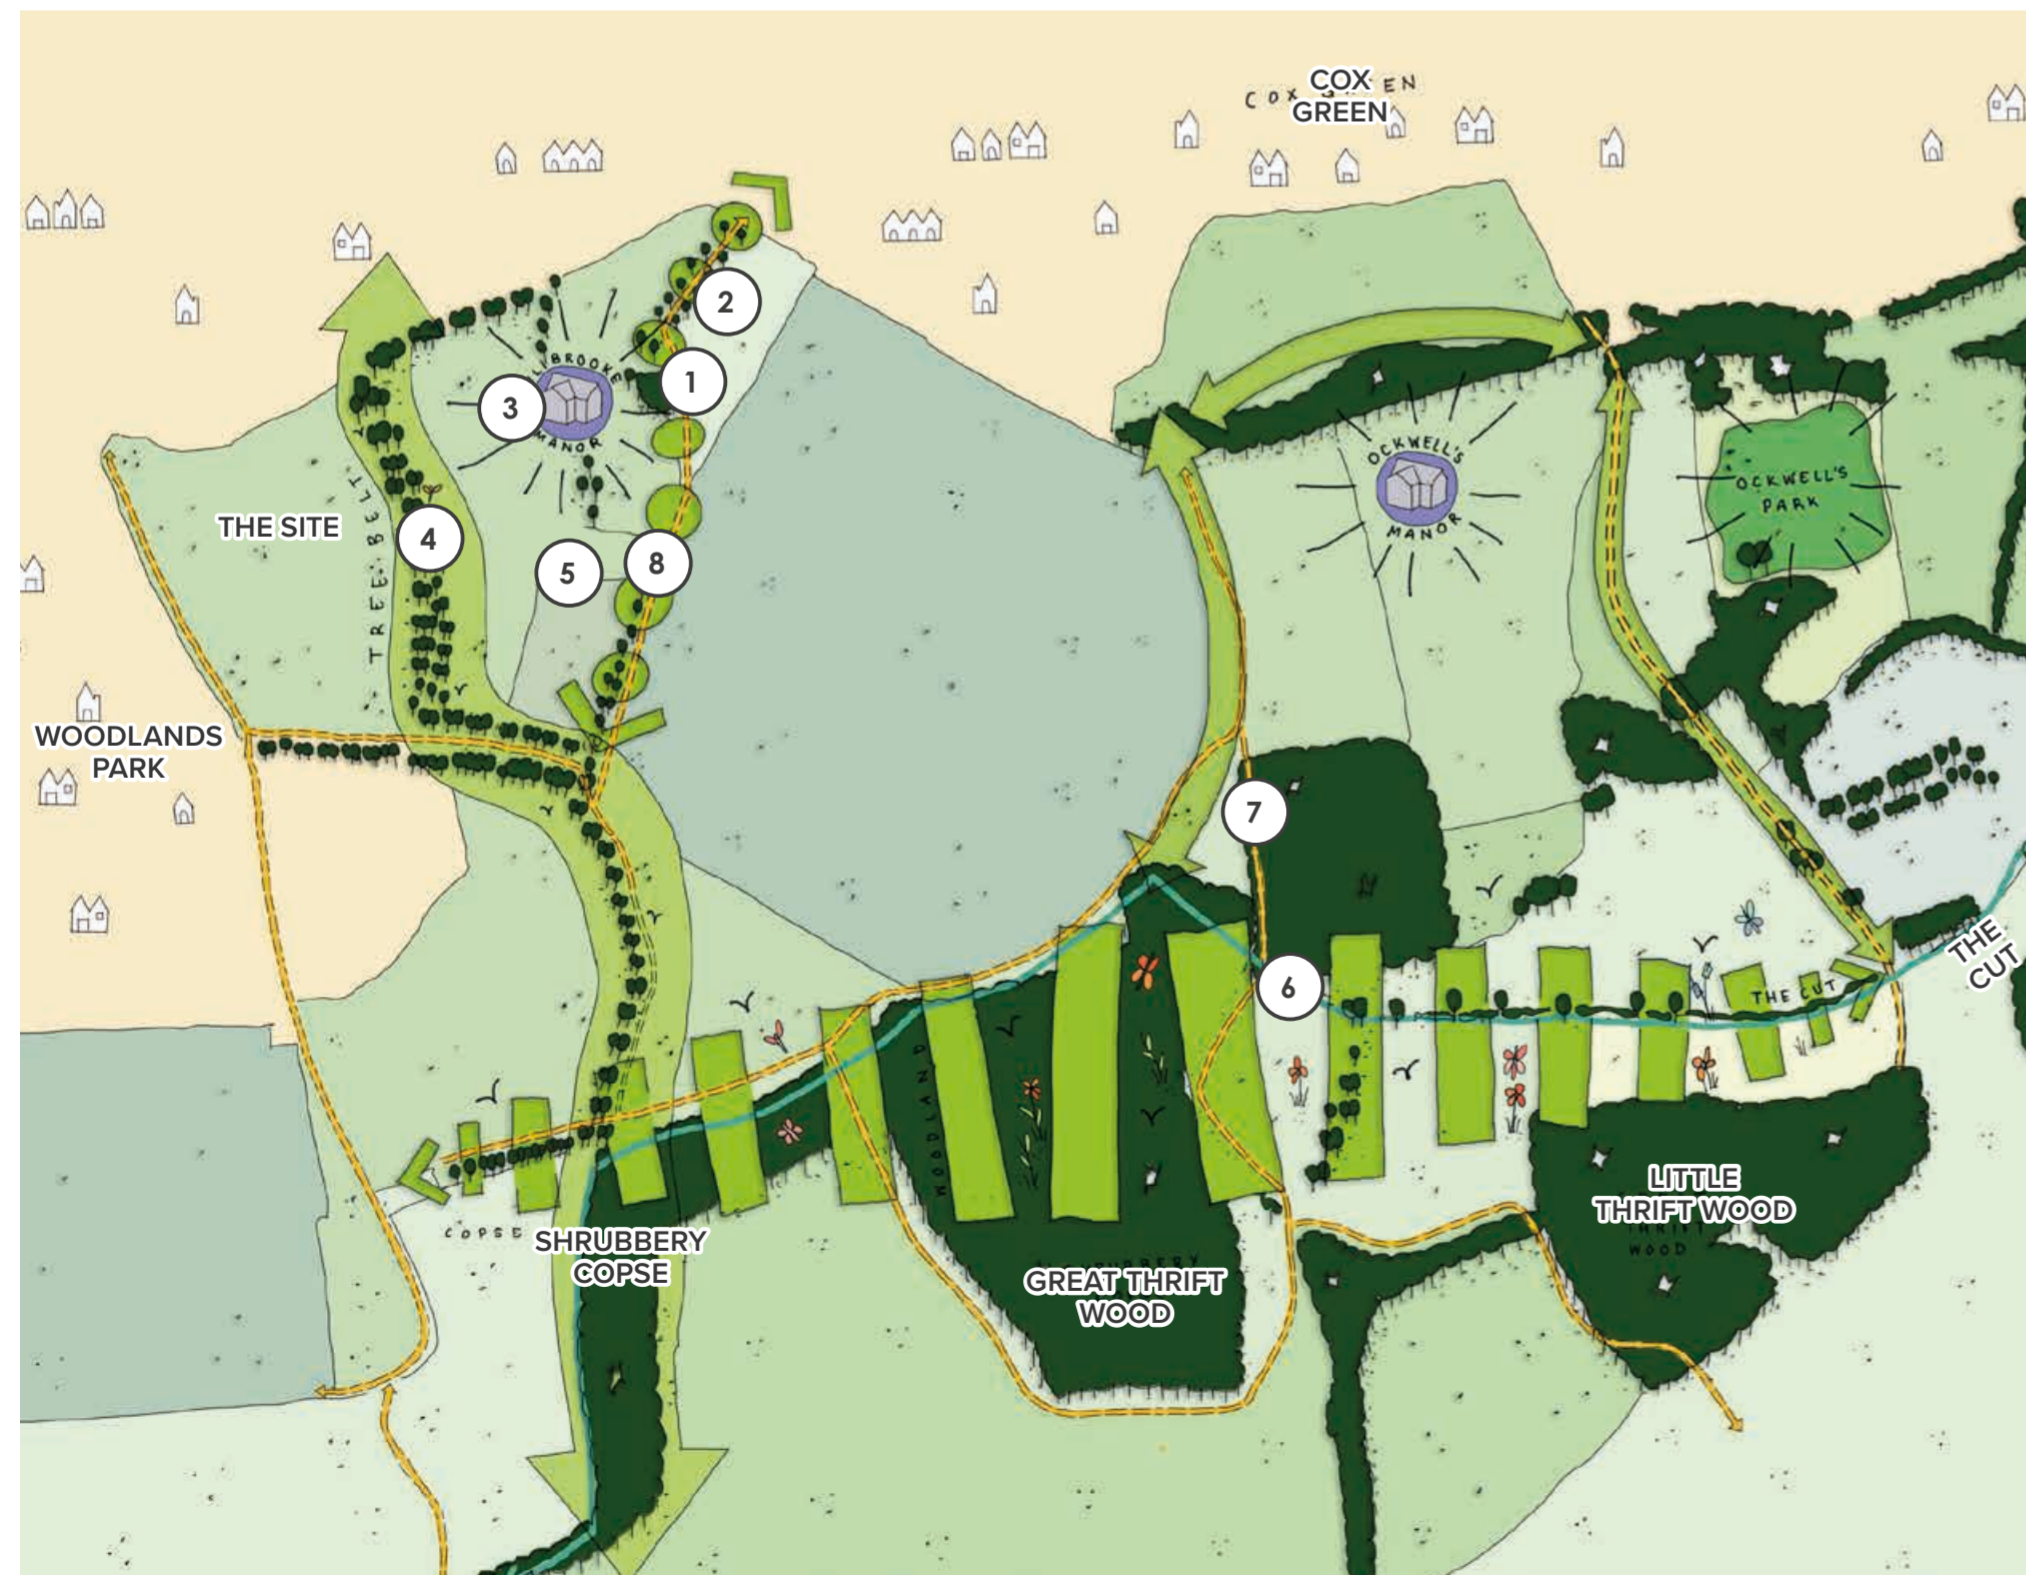 COX GREEN
COX
GREEN
2
1
LIBROOKE
3
MANOR
OCKWELL'S
MANOR
OCKWELL'S
PARK
THE SITE
TREE BELT
4
5
8
WOODLANDS
PARK
7
6
THE CUT
THE
CUT
WOODLAND
COPSE
SHRUBBERY
COPSE
GREAT THRIFT
WOOD
LITTLE
THRIFT WOOD
THRIFT
WOOD